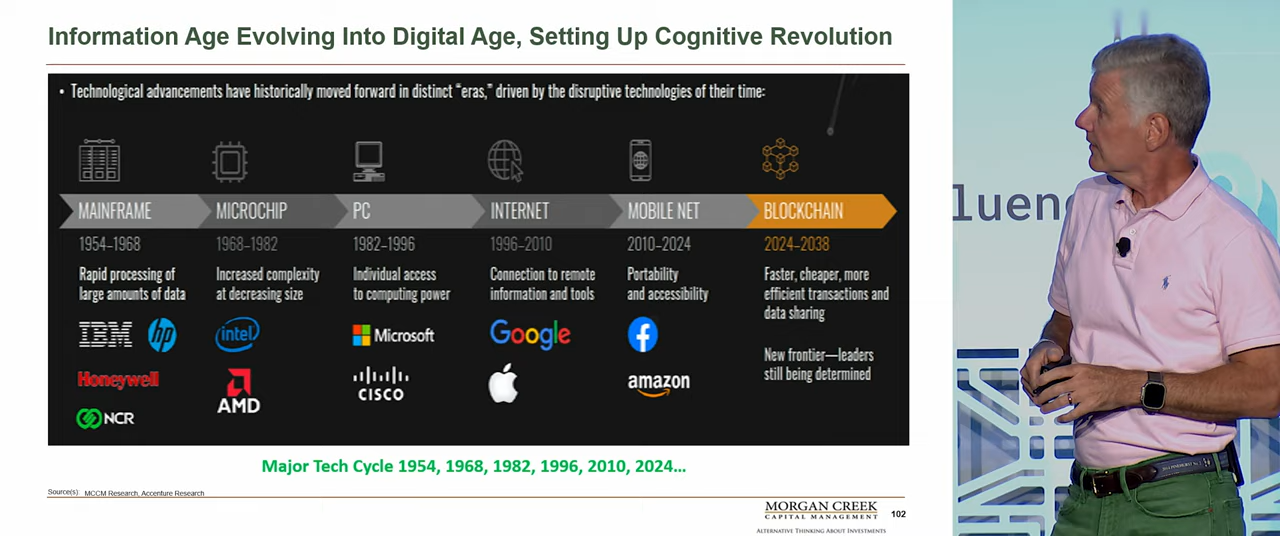 Information Age Evolving Into Digital Age, Setting Up Cognitive Revolution
• Technological advancements have historically moved forward in distinct “eras,” driven by the disruptive technologies of their time:
MAINFRAME
1954–1968
Rapid processing of
large amounts of data
IBM
hp
Honeywell
NCR
MICROCHIP
1968–1982
Increased complexity
at decreasing size
intel
AMD
PC
1982–1996
Individual access
to computing power
Microsoft
CISCO
INTERNET
1996–2010
Connection to remote
information and tools
Google
MOBILE NET
2010–2024
Portability
and accessibility
f
amazon
BLOCKCHAIN
2024–2038
Faster, cheaper, more
efficient transactions and
data sharing
New frontier—leaders
still being determined
Major Tech Cycle 1954, 1968, 1982, 1996, 2010, 2024...
Source(s): MCCM Research, Accenture Research
MORGAN CREEK
CAPITAL MANAGEMENT
ALTERNATIVE THINKING ABOUT INVESTMENTS
102
luen